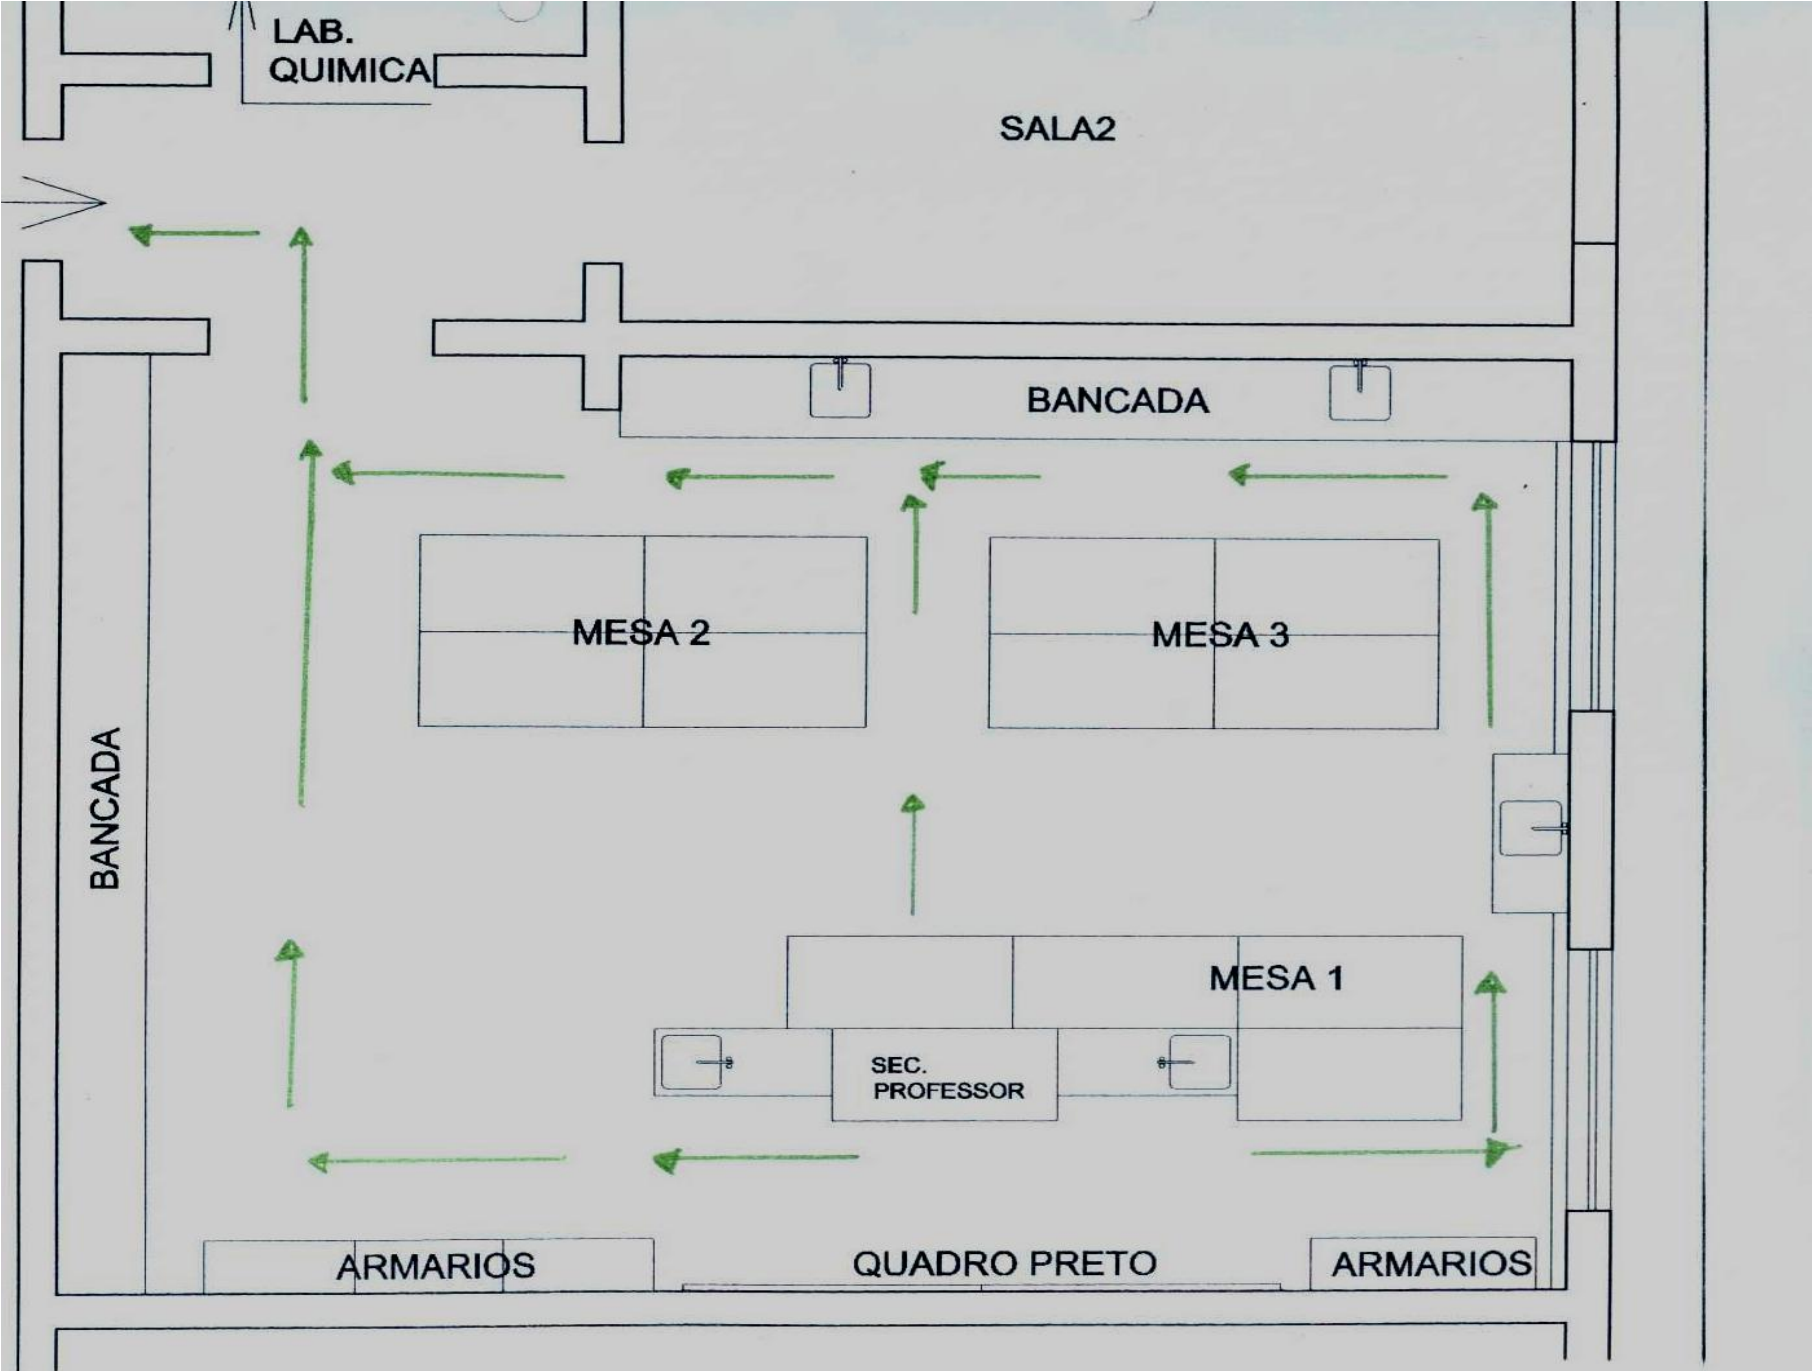 LAB.
QUIMICA
SALA2
BANCADA
MESA 2
MESA 3
BANCADA
MESA 1
SEC.
PROFESSOR
ARMARIOS
QUADRO PRETO
ARMARIOS